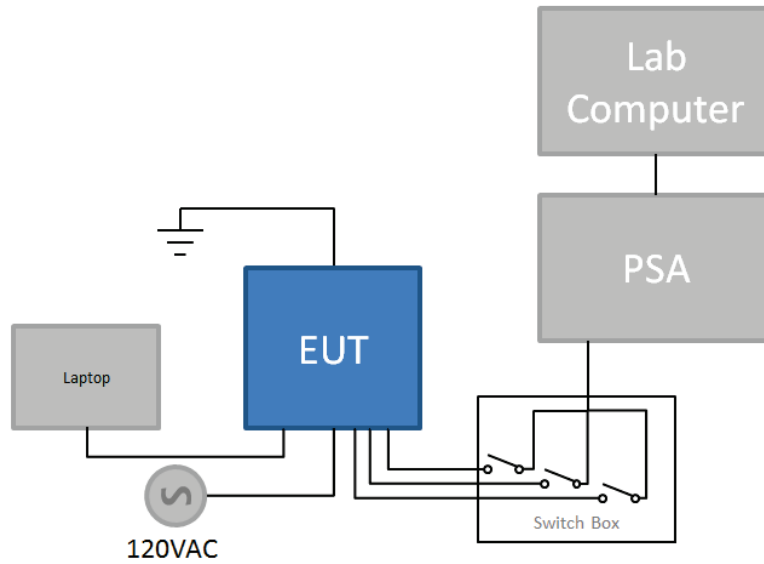 Lab
Computer
PSA
EUT
Laptop
Switch Box
120VAC